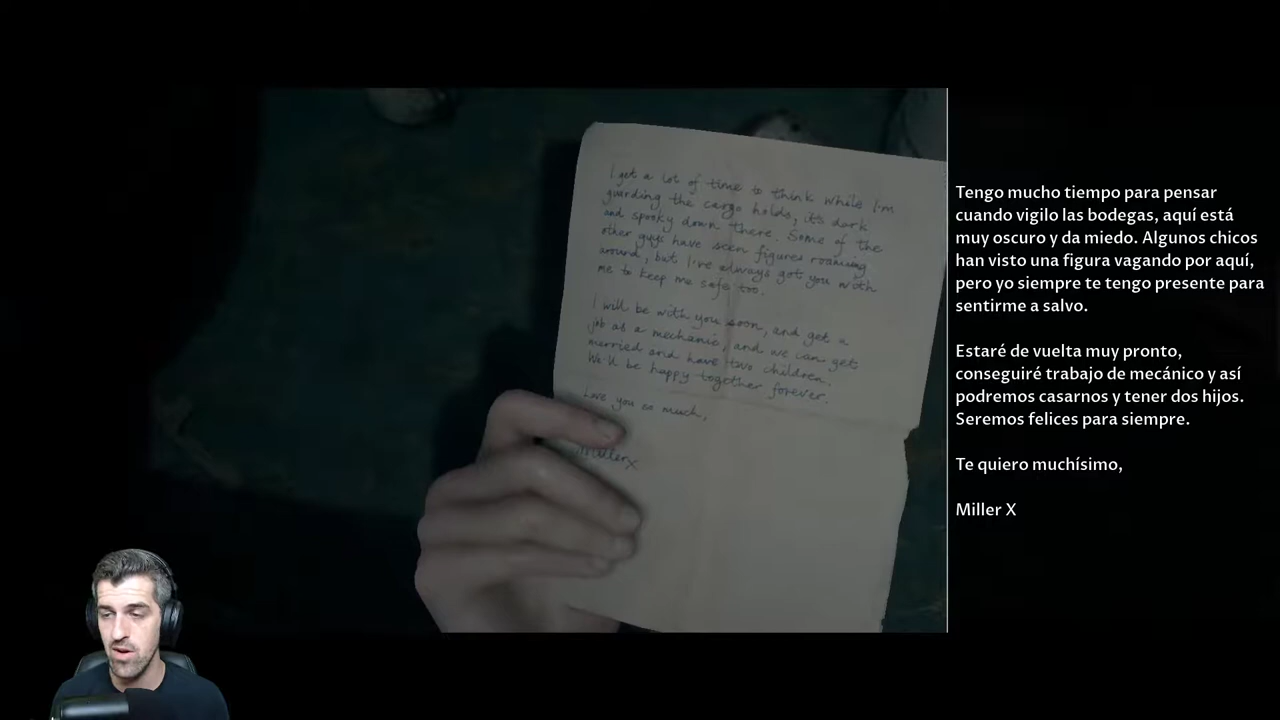 I get a lot of time to think while I'm
guarding the cargo holds, it's dark
and spooky down there. Some of the
other guys have seen figures roaming
around, but I've always got you with
me to keep me safe too.
I will be with you soon, and get a
job as a mechanic, and we can get
married and have two children.
We'll be happy together forever.
Love you so much,
Miller x
Tengo mucho tiempo para pensar
cuando vigilo las bodegas, aquí está
muy oscuro y da miedo. Algunos chicos
han visto una figura vagando por aquí,
pero yo siempre te tengo presente para
sentirme a salvo.
Estaré de vuelta muy pronto,
conseguiré trabajo de mecánico y así
podremos casarnos y tener dos hijos.
Seremos felices para siempre.
Te quiero muchísimo,
Miller X